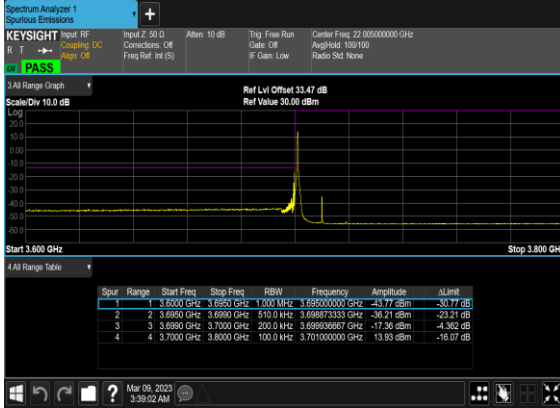 Spectrum Analyzer 1
Spurious Emissions
+
KEYSIGHT Input: RF Input Z: 50 Ω Atten: 10 dB Trig: Free Run Center Freq: 22.005000000 GHz
R T Coupling: DC Corrections: Off Gate: Off Avg|Hold: 100/100
Align: Off Freq Ref: Int (S) IF Gain: Low Radio Std: None
PASS
3 All Range Graph
Ref Lvl Offset 33.47 dB
Scale/Div 10.0 dB Ref Value 30.00 dBm
Log
20.0
10.0
0.00
-10.0
-20.0
-30.0
-40.0
-50.0
-60.0
Start 3.600 GHz Stop 3.800 GH
4 All Range Table
Spur Range Start Freq Stop Freq RBW Frequency Amplitude ΔLimit
1 1 3.6000 GHz 3.6950 GHz 1.000 MHz 3.695000000 GHz -43.77 dBm -30.77 dB
2 2 3.6950 GHz 3.6990 GHz 510.0 kHz 3.698873333 GHz -36.21 dBm -23.21 dB
3 3 3.6990 GHz 3.7000 GHz 200.0 kHz 3.699936667 GHz -17.36 dBm -4.362 dB
4 4 3.7000 GHz 3.8000 GHz 100.0 kHz 3.701000000 GHz 13.93 dBm -16.07 dB
? Mar 09, 2023
3:39:02 AM